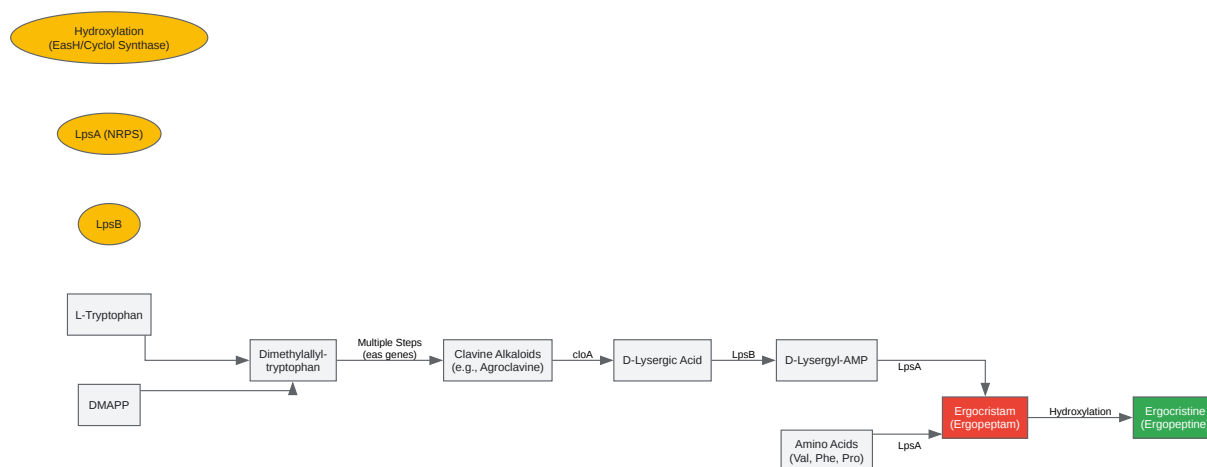 Hydroxylation
(EasH/Cyclol Synthase)
LpsA (NRPS)
LpsB
L-Tryptophan
DMAPP
Dimethylallyl-
tryptophan
Multiple Steps
(eas genes)
Clavine Alkaloids
(e.g., Agroclavine)
cloA
D-Lysergic Acid
LpsB
D-Lysergyl-AMP
LpsA
Amino Acids
(Val, Phe, Pro)
LpsA
Ergocristam
(Ergopeptam)
Hydroxylation
Ergocristine
(Ergopeptine